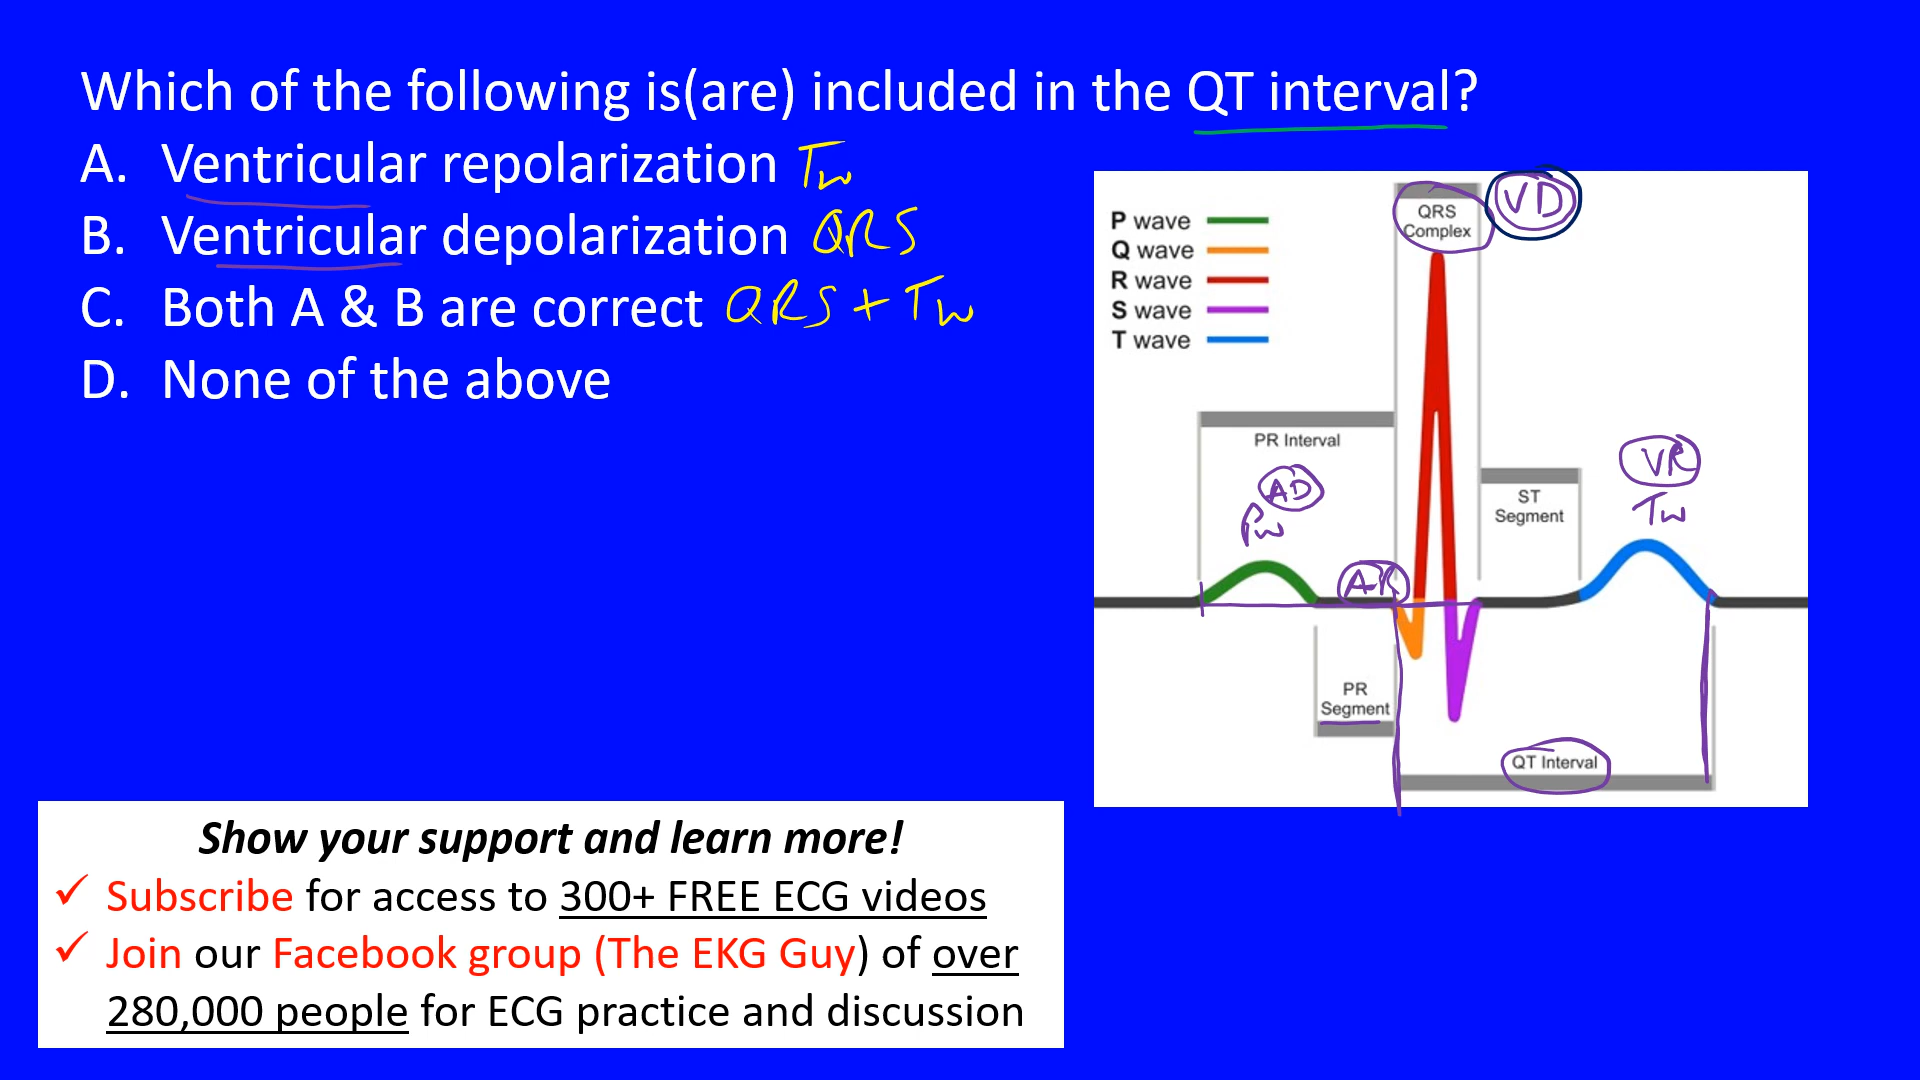 Which of the following is(are) included in the QT interval?
A. Ventricular repolarization Tw
B. Ventricular depolarization QRS
C. Both A & B are correct QRS + Tw
D. None of the above
P wave
Q wave
R wave
S wave
T wave
QRS
Complex
VD
PR Interval
AD
Pw
AR
ST
Segment
VR
Tw
PR
Segment
QT Interval
Show your support and learn more!
✓ Subscribe for access to 300+ FREE ECG videos
✓ Join our Facebook group (The EKG Guy) of over
280,000 people for ECG practice and discussion